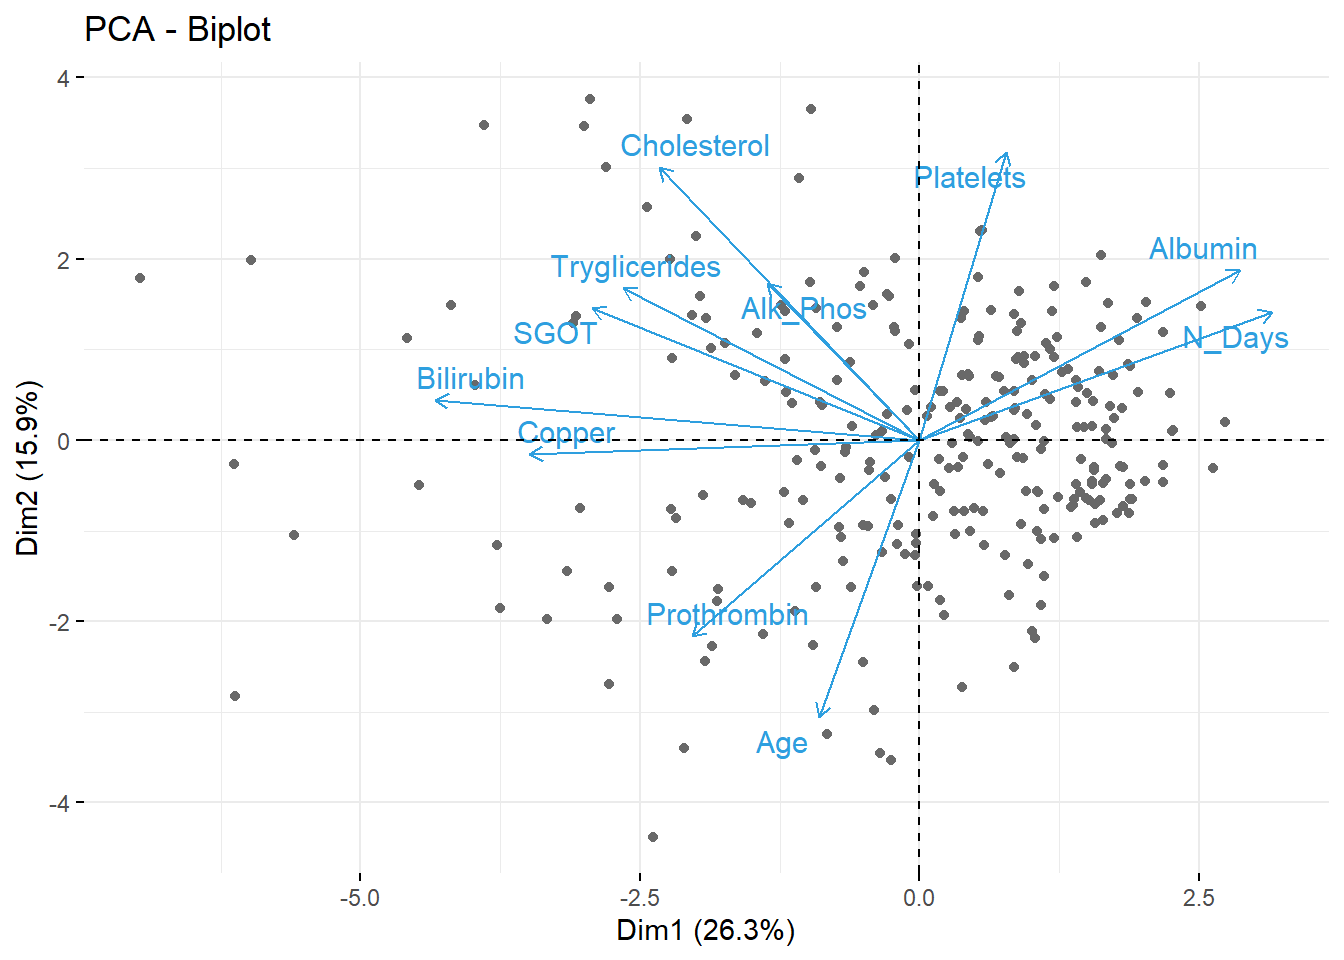 PCA - Biplot
4
Cholesterol
Platelets
Albumin
2
Tryglicerides
Alk_Phos
SGOT
N_Days
Bilirubin
Copper
0
Dim2 (15.9%)
Prothrombin
-2
Age
-4
-5.0
-2.5
0.0
2.5
Dim1 (26.3%)